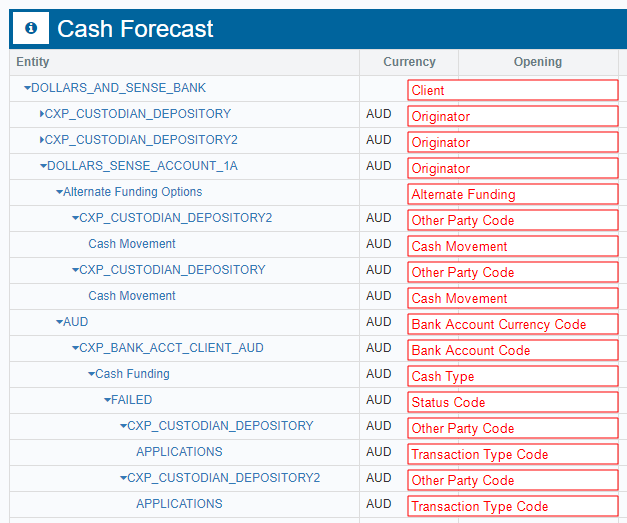 Cash Forecast
Entity Currency Opening
DOLLARS_AND_SENSE_BANK Client
CXP_CUSTODIAN_DEPOSITORY AUD Originator
CXP_CUSTODIAN_DEPOSITORY2 AUD Originator
DOLLARS_SENSE_ACCOUNT_1A AUD Originator
Alternate Funding Options Alternate Funding
CXP_CUSTODIAN_DEPOSITORY2 AUD Other Party Code
Cash Movement AUD Cash Movement
CXP_CUSTODIAN_DEPOSITORY AUD Other Party Code
Cash Movement AUD Cash Movement
AUD AUD Bank Account Currency Code
CXP_BANK_ACCT_CLIENT_AUD AUD Bank Account Code
Cash Funding AUD Cash Type
FAILED AUD Status Code
CXP_CUSTODIAN_DEPOSITORY AUD Other Party Code
APPLICATIONS AUD Transaction Type Code
CXP_CUSTODIAN_DEPOSITORY2 AUD Other Party Code
APPLICATIONS AUD Transaction Type Code